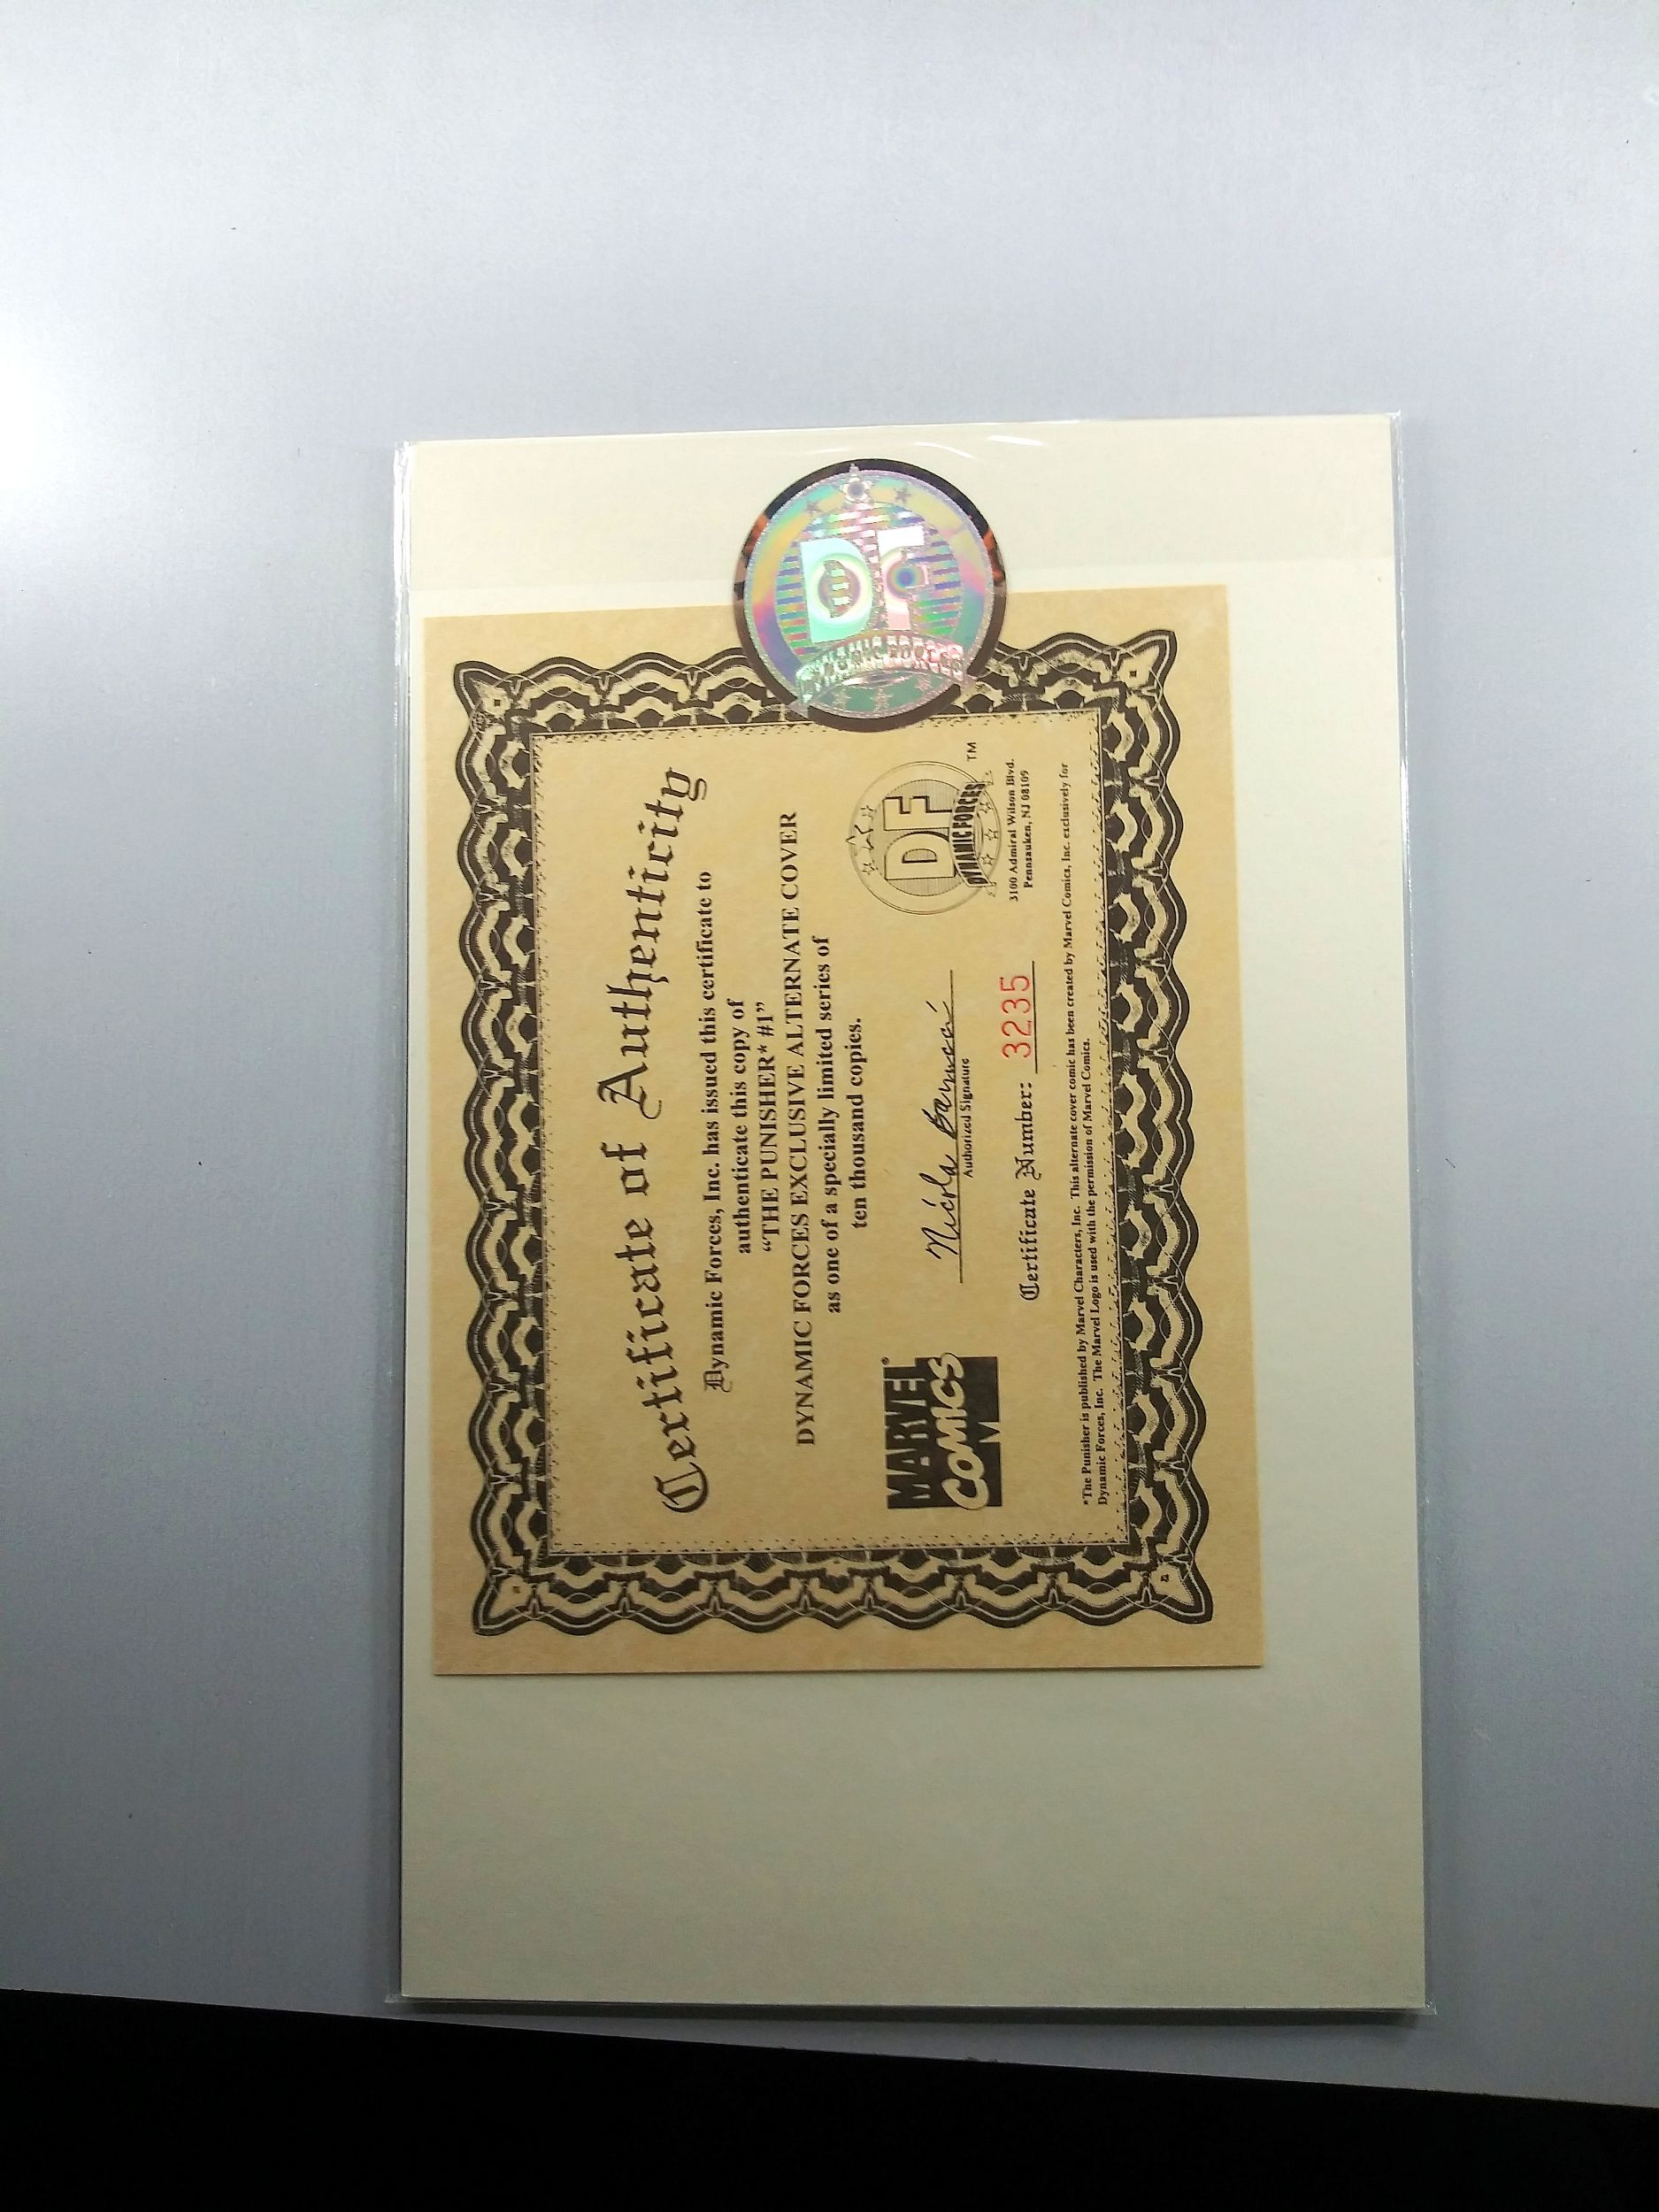 DF
DYNAMIC FORCES
Certificate of Authenticity
Dynamic Forces, Inc. has issued this certificate to
authenticate this copy of
“THE PUNISHER* #1”
DYNAMIC FORCES EXCLUSIVE ALTERNATE COVER
as one of a specially limited series of
ten thousand copies.
MARVEL®
COMICS
Authorized Signature
Certificate Number: 3235
DF
DYNAMIC FORCES
TM
3100 Admiral Wilson Blvd.
Pennsauken, NJ 08109
*The Punisher is published by Marvel Characters, Inc. This alternate cover comic has been created by Marvel Comics, Inc. exclusively for
Dynamic Forces, Inc. The Marvel Logo is used with the permission of Marvel Comics.